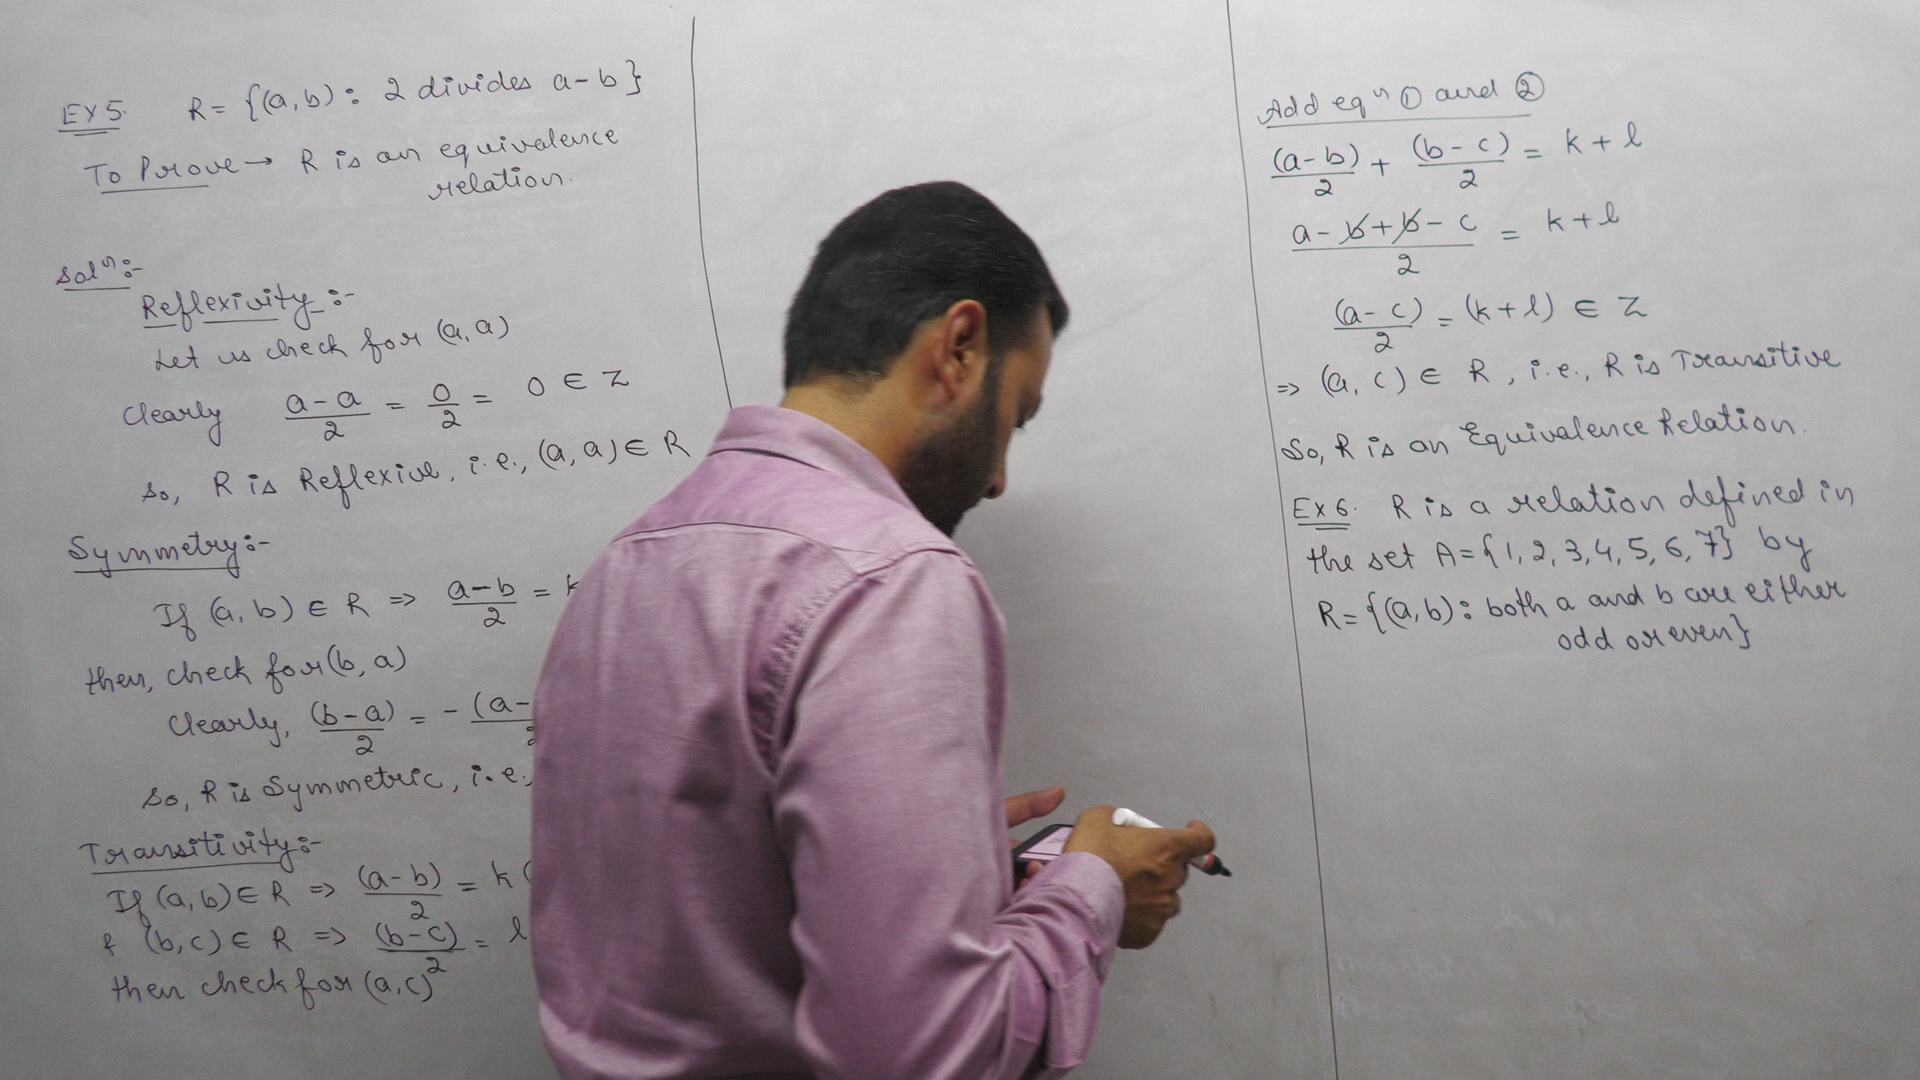 EX 5. R = {(a, b) : 2 divides a - b}
To Prove → R is an equivalence
relation.
Solⁿ :-
Reflexivity :-
Let us check for (a, a)
Clearly (a - a)/2 = 0/2 = 0 ∈ Z
So, R is Reflexive, i.e., (a, a) ∈ R
Symmetry :-
If (a, b) ∈ R ⇒ (a - b)/2 = k
then, check for (b, a)
Clearly, (b - a)/2 = - (a -
So, R is Symmetric, i.e.,
Transitivity :-
If (a, b) ∈ R ⇒ (a - b)/2 = k (
& (b, c) ∈ R ⇒ (b - c)/2 = l
then check for (a, c)
Add eqⁿ ① and ②
(a - b)/2 + (b - c)/2 = k + l
(a - b + b - c)/2 = k + l
(a - c)/2 = (k + l) ∈ Z
⇒ (a, c) ∈ R, i.e., R is Transitive
So, R is an Equivalence Relation.
Ex 6. R is a relation defined in
the set A = {1, 2, 3, 4, 5, 6, 7} by
R = {(a, b) : both a and b are either
odd or even}